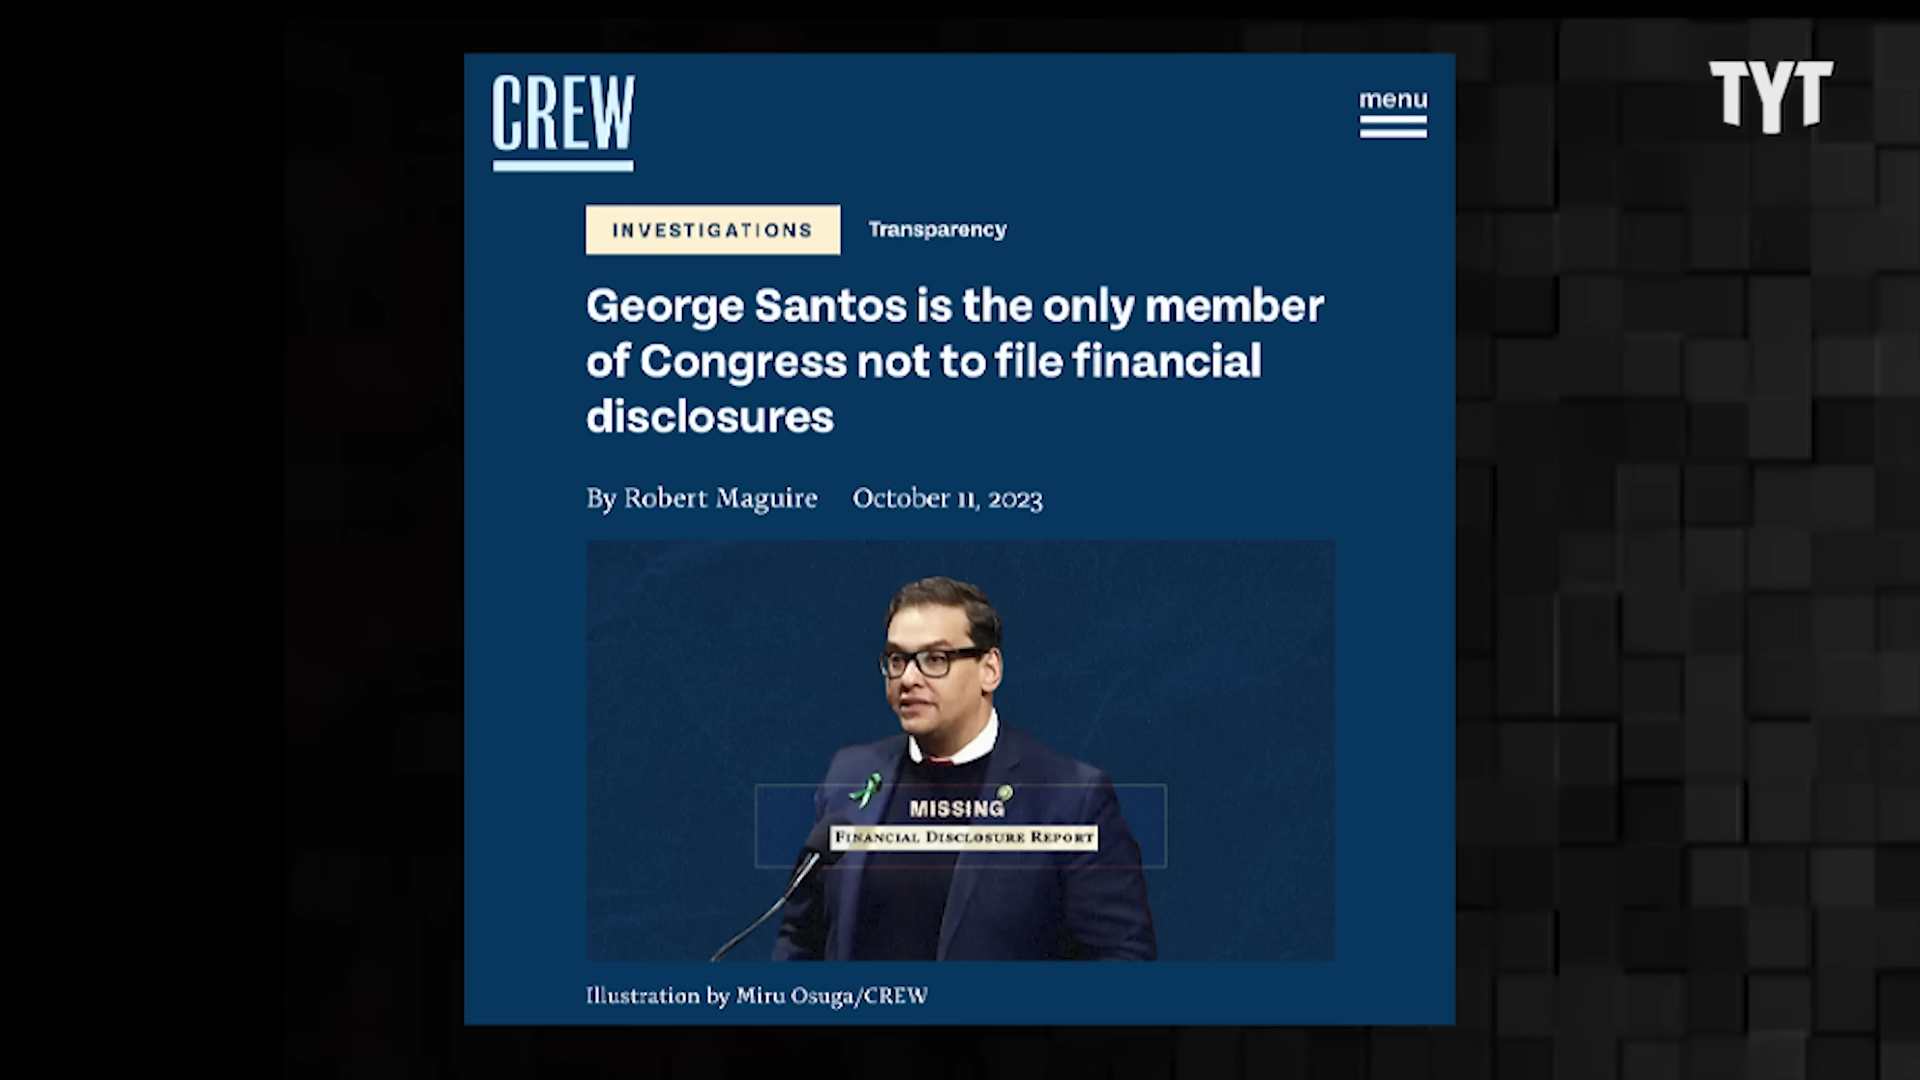 CREW
menu
TYT
INVESTIGATIONS Transparency
George Santos is the only member
of Congress not to file financial
disclosures
By Robert Maguire October 11, 2023
MISSING
FINANCIAL DISCLOSURE REPORT
Illustration by Miru Osuga/CREW